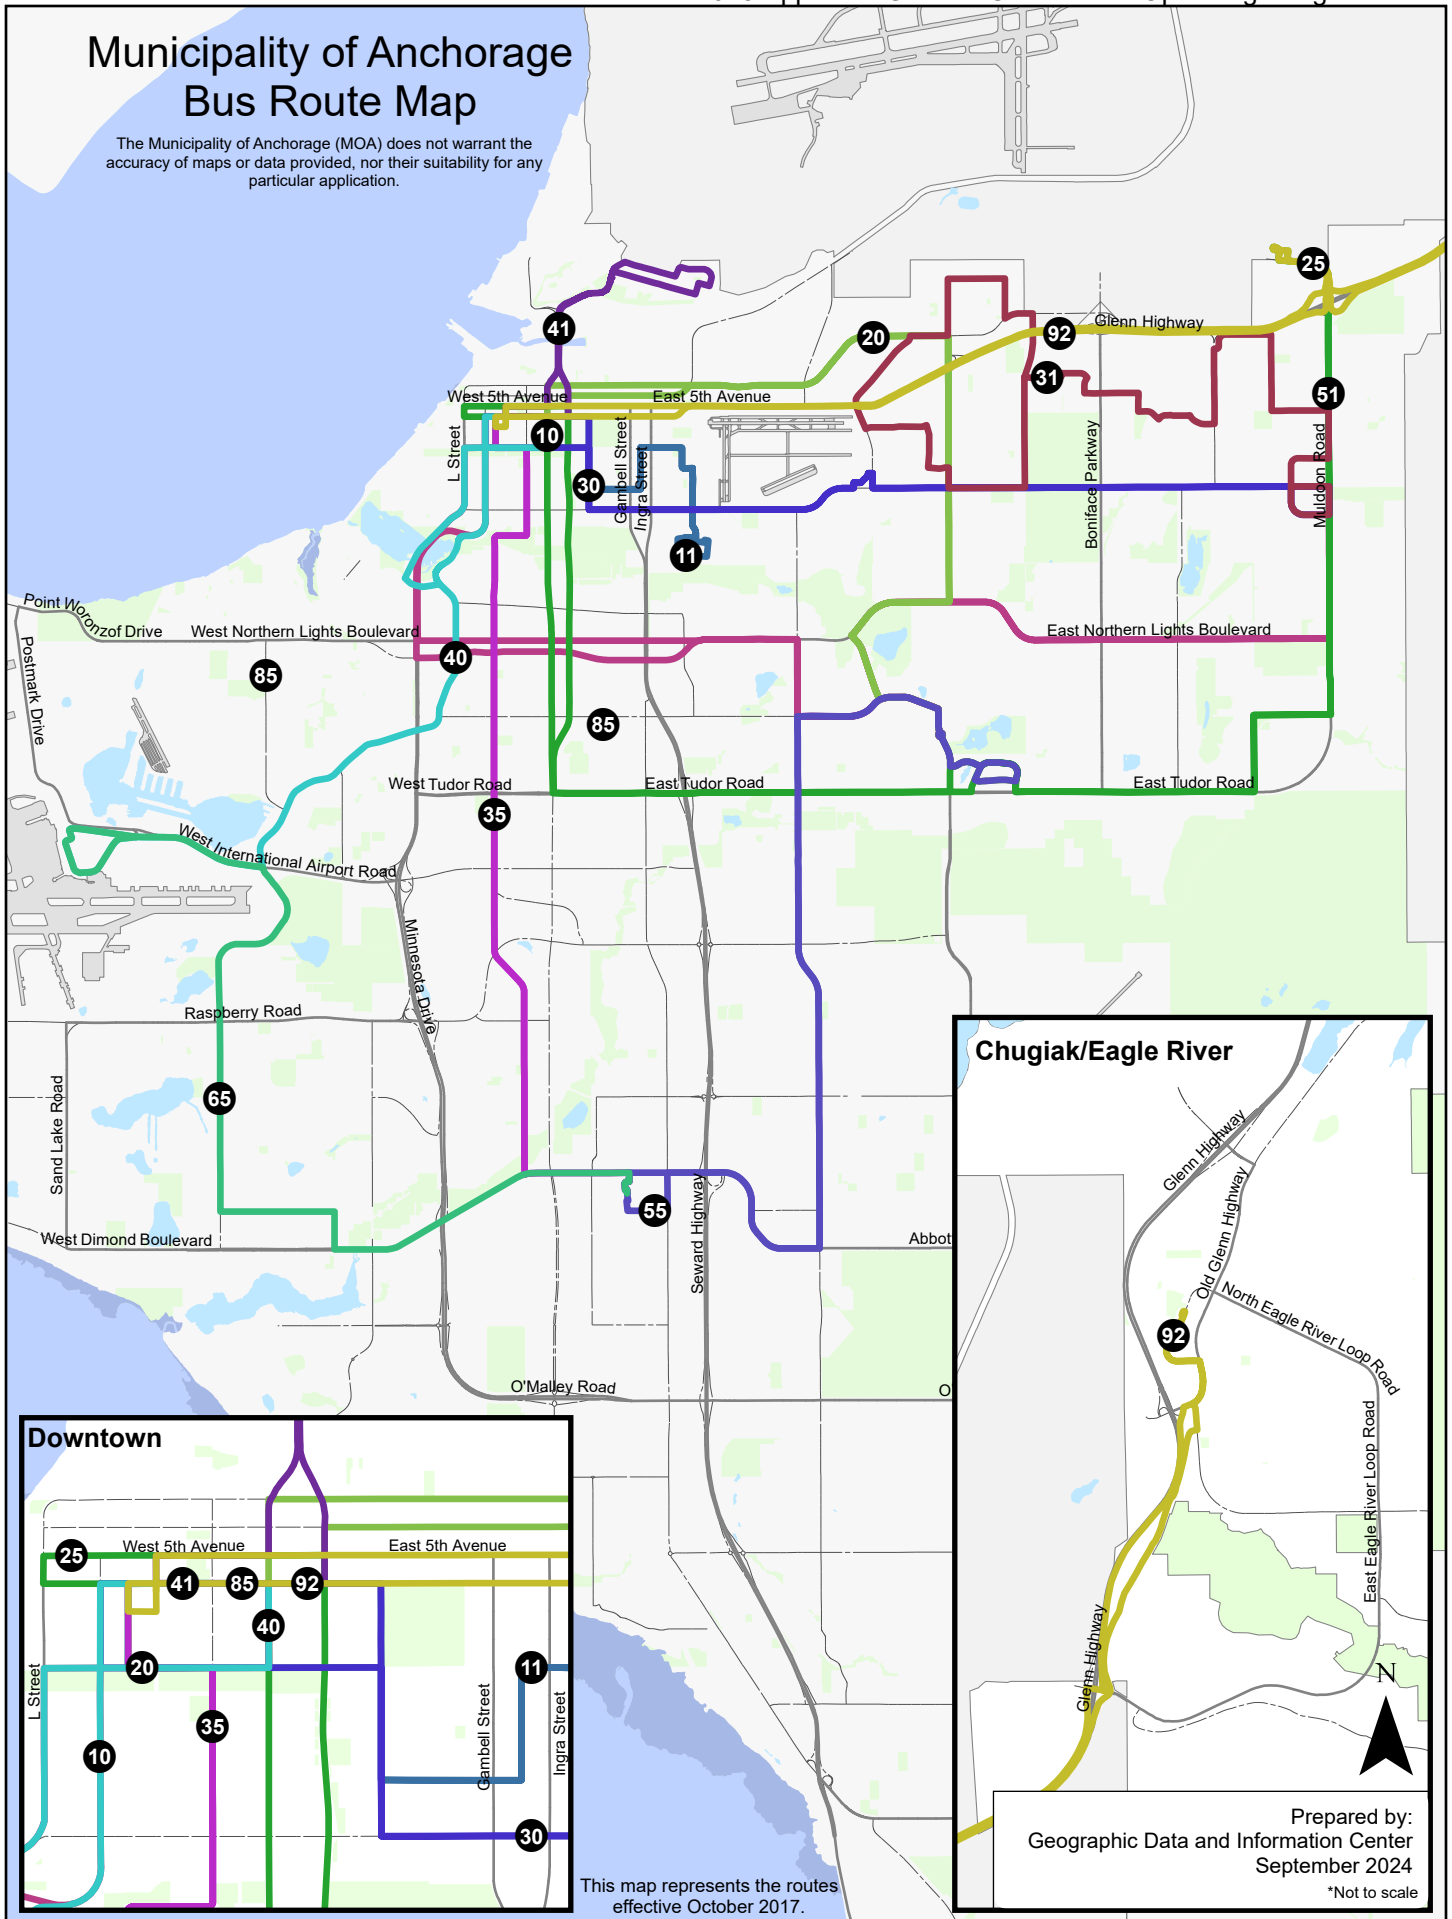 Municipality of Anchorage
Bus Route Map
The Municipality of Anchorage (MOA) does not warrant the
accuracy of maps or data provided, nor their suitability for any
particular application.
25
41
20
92
Glenn Highway
31
51
West 5th Avenue
East 5th Avenue
10
L Street
Gambell Street
Ingra Street
30
11
Boniface Parkway
Muldoon Road
Point Woronzof Drive
West Northern Lights Boulevard
East Northern Lights Boulevard
Postmark Drive
85
40
85
West Tudor Road
East Tudor Road
East Tudor Road
35
West International Airport Road
Minnesota Drive
Raspberry Road
Sand Lake Road
65
55
Seward Highway
West Dimond Boulevard
Abbot
O'Malley Road
O
Chugiak/Eagle River
Glenn Highway
Old Glenn Highway
North Eagle River Loop Road
92
East Eagle River Loop Road
Glenn Highway
N
Downtown
West 5th Avenue
East 5th Avenue
25
41
85
92
40
20
11
L Street
35
Gambell Street
Ingra Street
10
30
This map represents the routes
effective October 2017.
Prepared by:
Geographic Data and Information Center
September 2024
*Not to scale